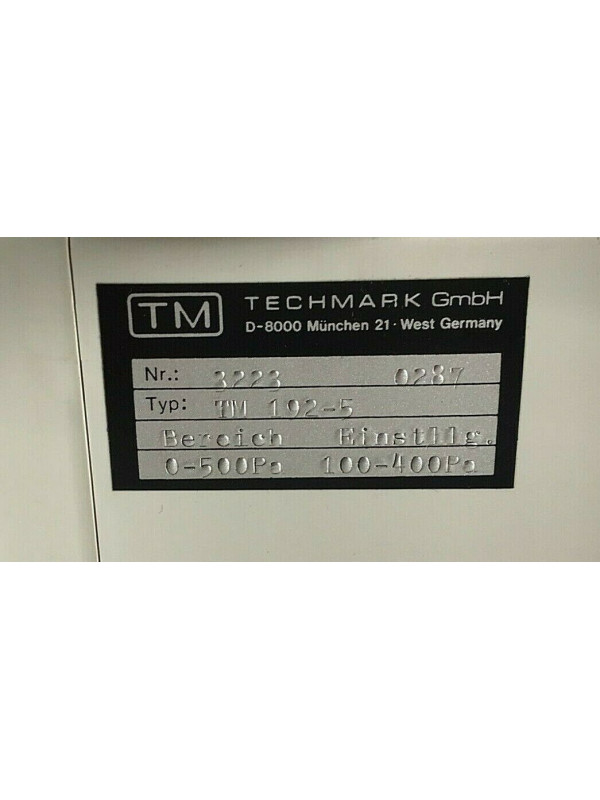 TM TECHMARK GmbH
D-8000 München 21 · West Germany
Nr.: 3223 0287
Typ: TM 192-5
Bereich Einstllg.
0-500Pa 100-400Pa